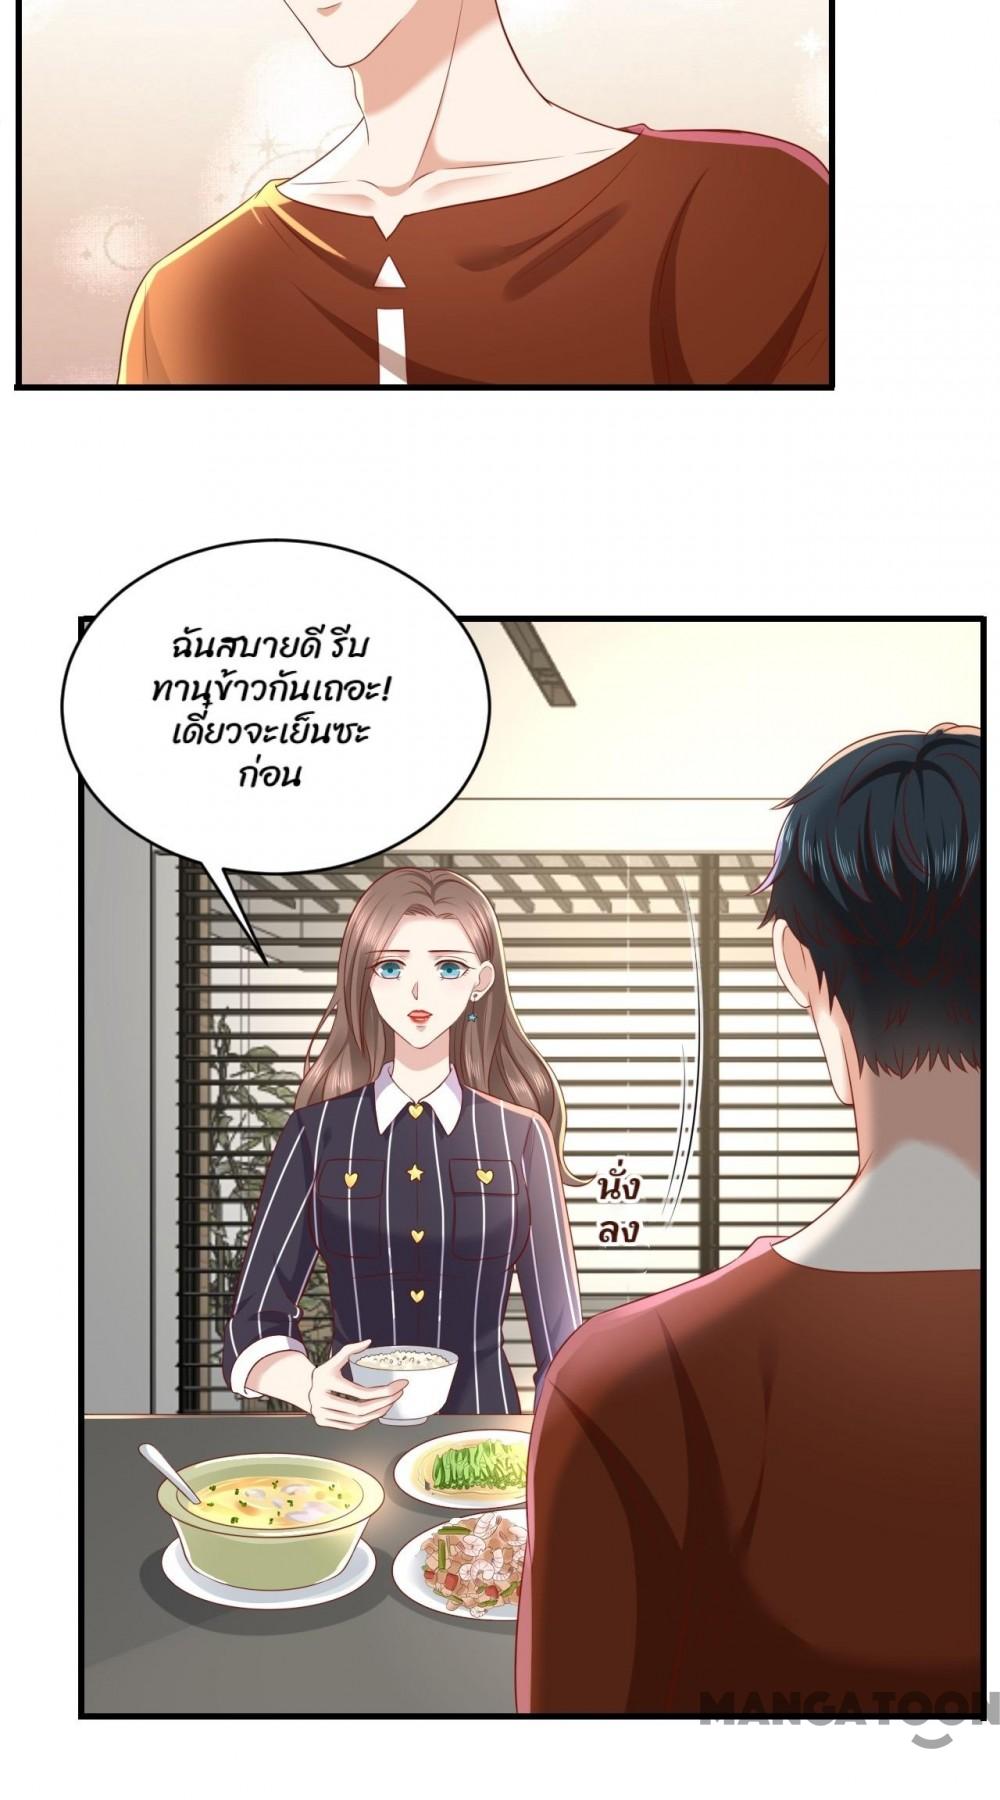 ฉันสบายดี รีบ
ทานข้าวกันเถอะ!
เดี๋ยวจะเย็นซะ
ก่อน
นั่ง
ลง
MANGATOON